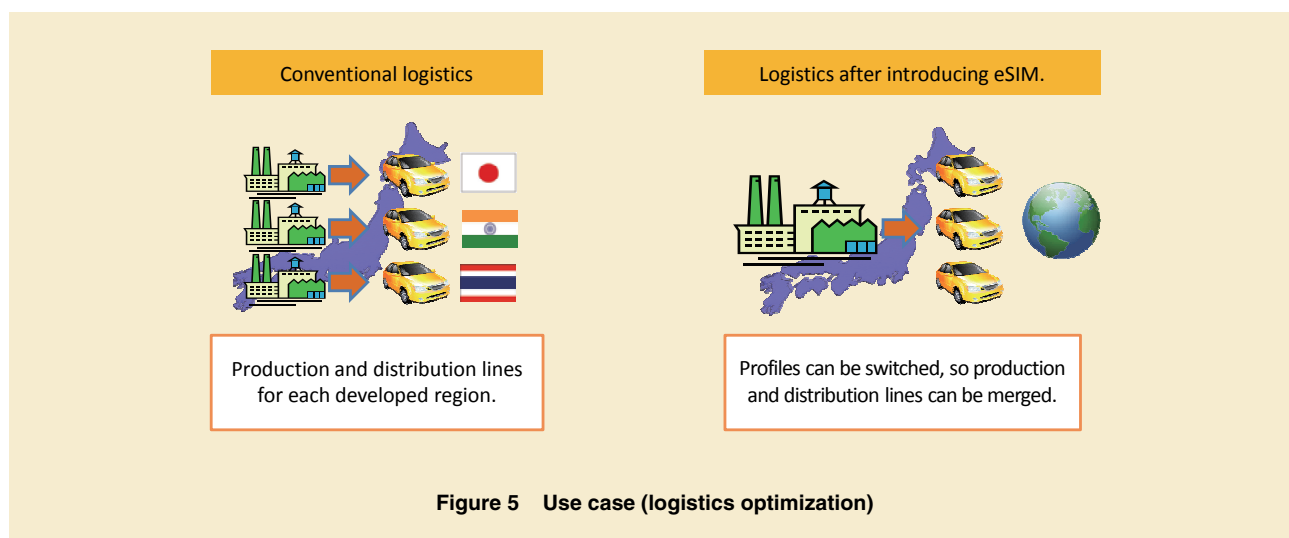 Conventional logistics
Logistics after introducing eSIM.
Production and distribution lines
for each developed region.
Profiles can be switched, so production
and distribution lines can be merged.
Figure 5 Use case (logistics optimization)